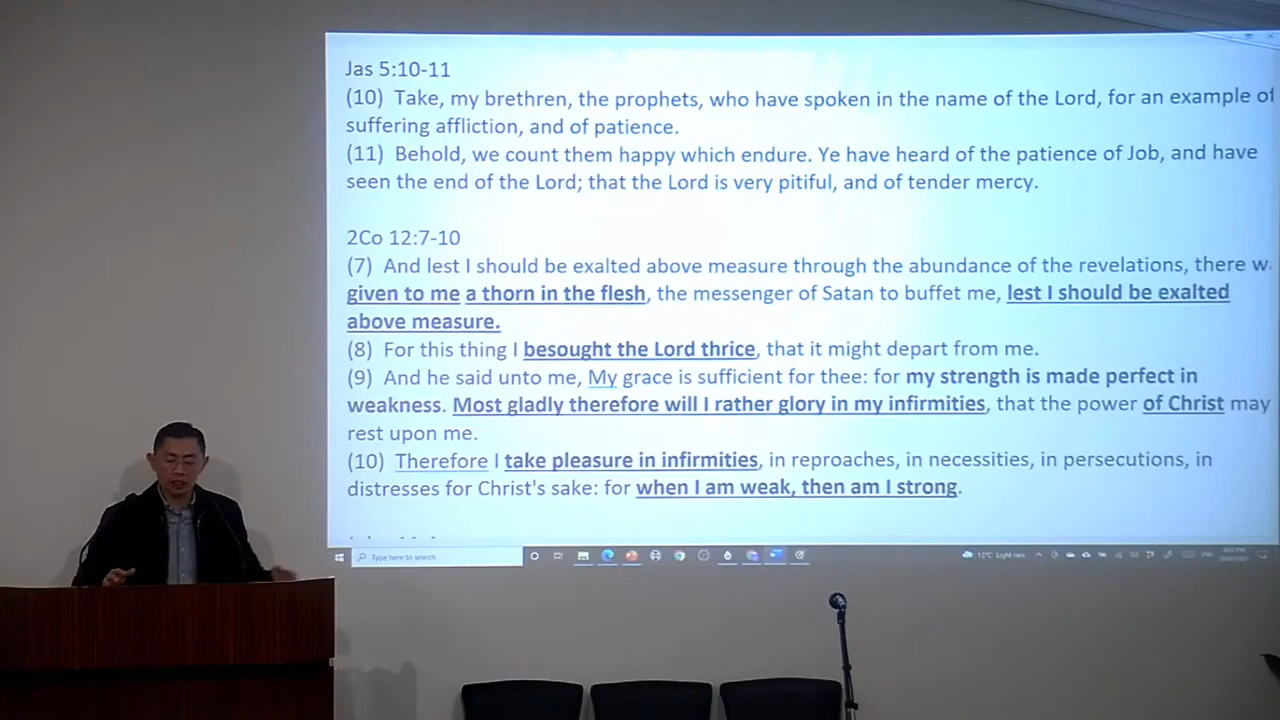 Jas 5:10-11
(10) Take, my brethren, the prophets, who have spoken in the name of the Lord, for an example of
suffering affliction, and of patience.
(11) Behold, we count them happy which endure. Ye have heard of the patience of Job, and have
seen the end of the Lord; that the Lord is very pitiful, and of tender mercy.
2Co 12:7-10
(7) And lest I should be exalted above measure through the abundance of the revelations, there w
given to me a thorn in the flesh, the messenger of Satan to buffet me, lest I should be exalted
above measure.
(8) For this thing I besought the Lord thrice, that it might depart from me.
(9) And he said unto me, My grace is sufficient for thee: for my strength is made perfect in
weakness. Most gladly therefore will I rather glory in my infirmities, that the power of Christ may
rest upon me.
(10) Therefore I take pleasure in infirmities, in reproaches, in necessities, in persecutions, in
distresses for Christ's sake: for when I am weak, then am I strong.
Type here to search
12°C Light rain